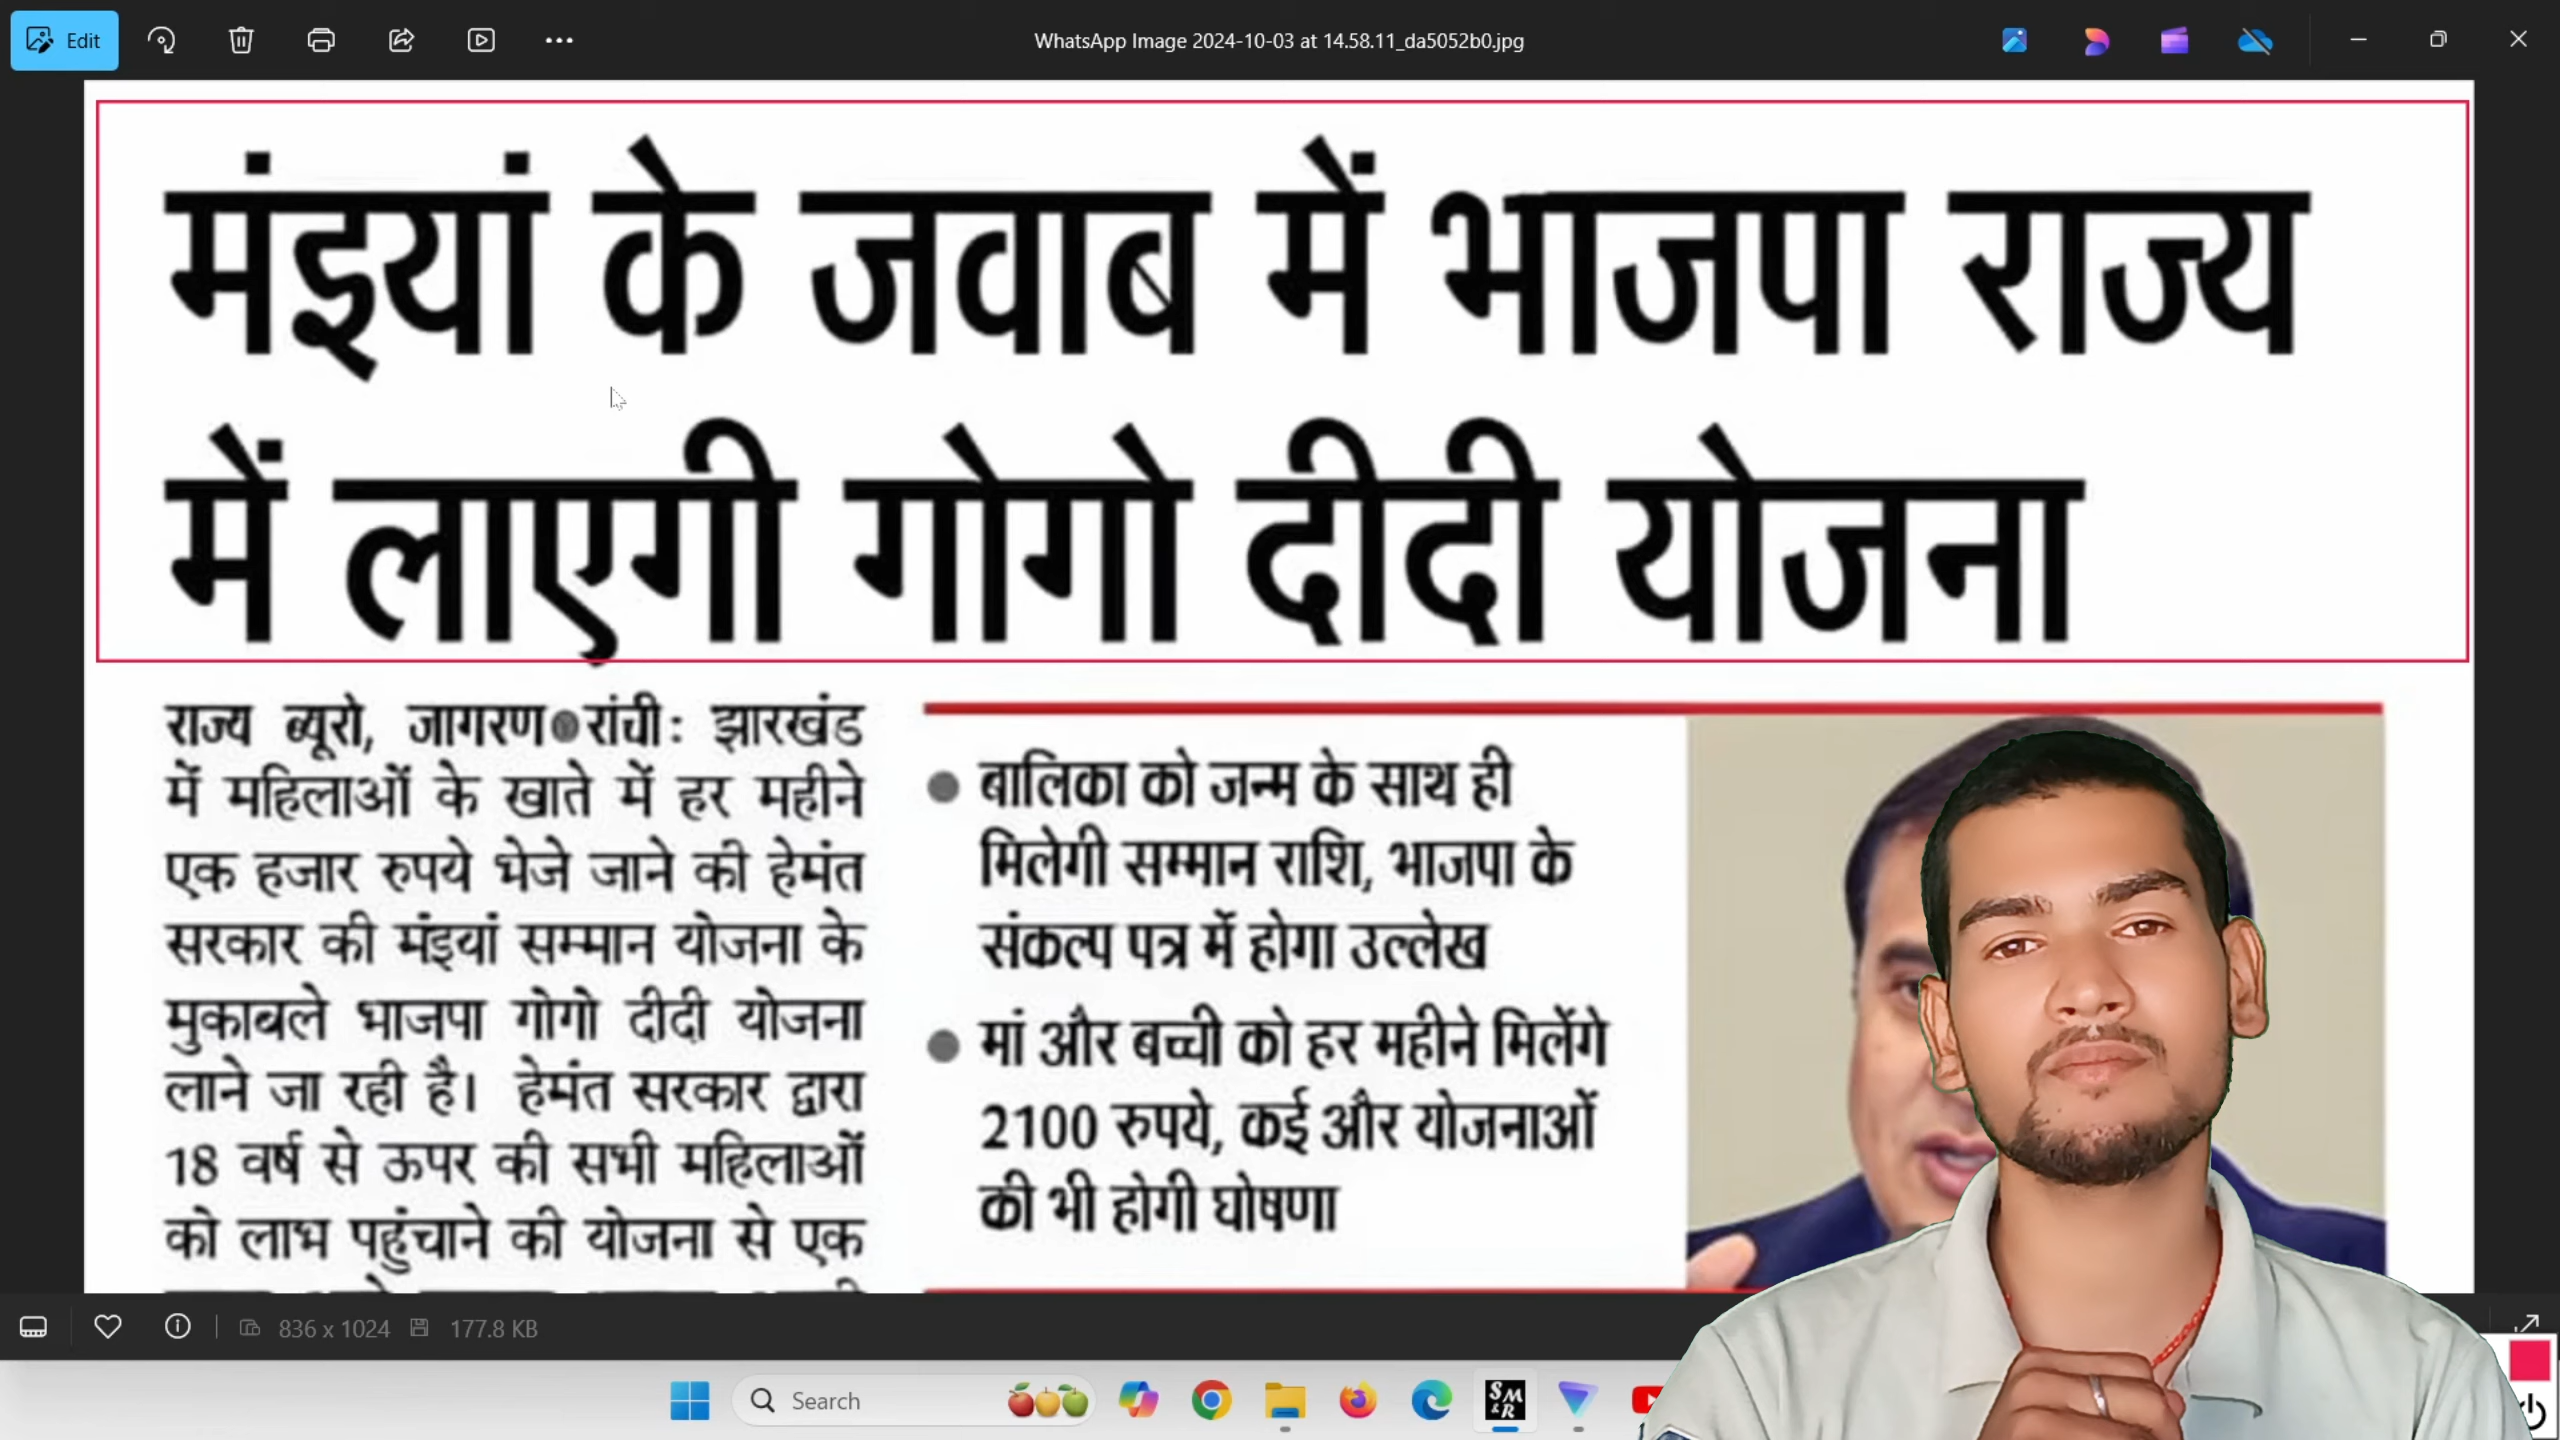 Edit
WhatsApp Image 2024-10-03 at 14.58.11_da5052b0.jpg
मंइयां के जवाब में भाजपा राज्य
में लाएगी गोगो दीदी योजना
राज्य ब्यूरो, जागरण●रांची: झारखंड
में महिलाओं के खाते में हर महीने
एक हजार रुपये भेजे जाने की हेमंत
सरकार की मंइयां सम्मान योजना के
मुकाबले भाजपा गोगो दीदी योजना
लाने जा रही है। हेमंत सरकार द्वारा
18 वर्ष से ऊपर की सभी महिलाओं
को लाभ पहुंचाने की योजना से एक
● बालिका को जन्म के साथ ही
मिलेगी सम्मान राशि, भाजपा के
संकल्प पत्र में होगा उल्लेख
● मां और बच्ची को हर महीने मिलेंगे
2100 रुपये, कई और योजनाओं
की भी होगी घोषणा
836 x 1024 177.8 KB
Search
S M & R